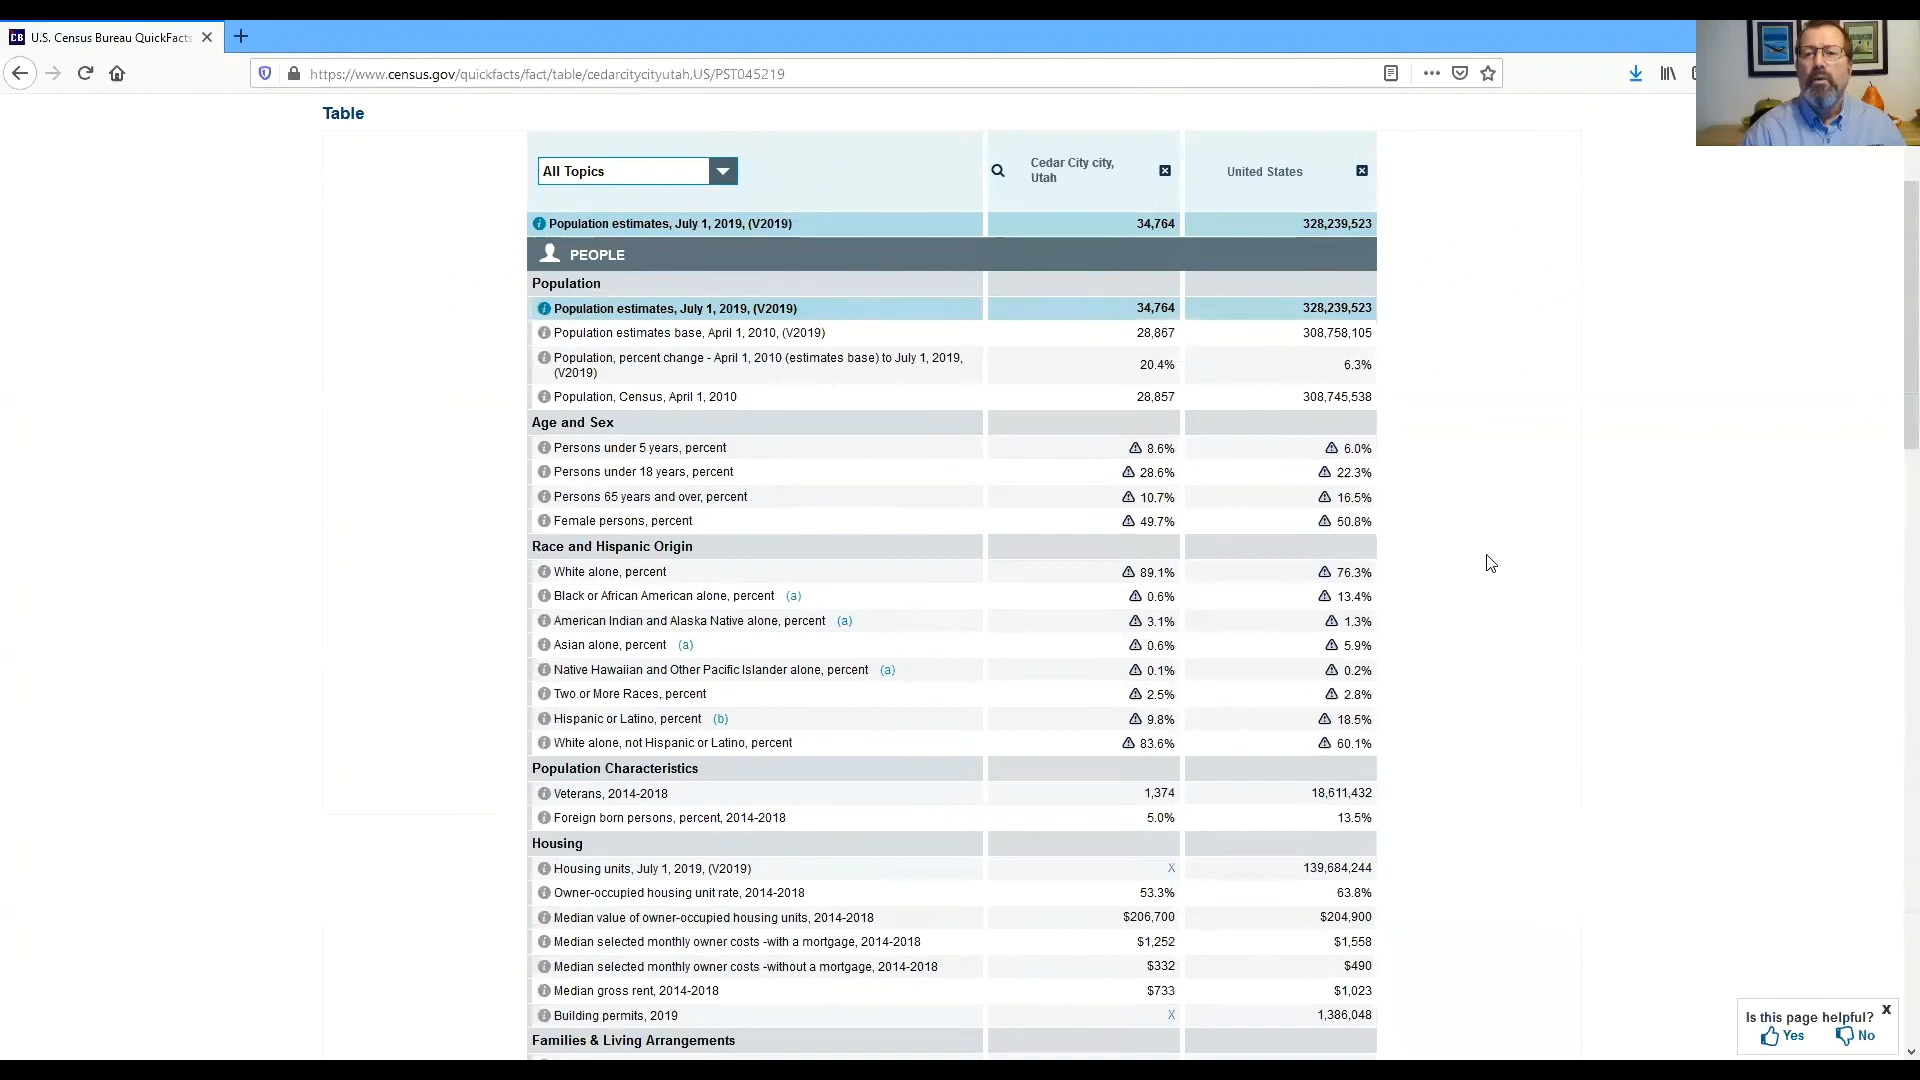 CB U.S. Census Bureau QuickFacts
https://www.census.gov/quickfacts/fact/table/cedarcitycityutah,US/PST045219
Table
All Topics
Cedar City city,
Utah
United States
Population estimates, July 1, 2019, (V2019) 34,764 328,239,523
PEOPLE
Population
Population estimates, July 1, 2019, (V2019) 34,764 328,239,523
Population estimates base, April 1, 2010, (V2019) 28,867 308,758,105
Population, percent change - April 1, 2010 (estimates base) to July 1, 2019,
(V2019) 20.4% 6.3%
Population, Census, April 1, 2010 28,857 308,745,538
Age and Sex
Persons under 5 years, percent 8.6% 6.0%
Persons under 18 years, percent 28.6% 22.3%
Persons 65 years and over, percent 10.7% 16.5%
Female persons, percent 49.7% 50.8%
Race and Hispanic Origin
White alone, percent 89.1% 76.3%
Black or African American alone, percent (a) 0.6% 13.4%
American Indian and Alaska Native alone, percent (a) 3.1% 1.3%
Asian alone, percent (a) 0.6% 5.9%
Native Hawaiian and Other Pacific Islander alone, percent (a) 0.1% 0.2%
Two or More Races, percent 2.5% 2.8%
Hispanic or Latino, percent (b) 9.8% 18.5%
White alone, not Hispanic or Latino, percent 83.6% 60.1%
Population Characteristics
Veterans, 2014-2018 1,374 18,611,432
Foreign born persons, percent, 2014-2018 5.0% 13.5%
Housing
Housing units, July 1, 2019, (V2019) X 139,684,244
Owner-occupied housing unit rate, 2014-2018 53.3% 63.8%
Median value of owner-occupied housing units, 2014-2018 $206,700 $204,900
Median selected monthly owner costs -with a mortgage, 2014-2018 $1,252 $1,558
Median selected monthly owner costs -without a mortgage, 2014-2018 $332 $490
Median gross rent, 2014-2018 $733 $1,023
Building permits, 2019 X 1,386,048
Families & Living Arrangements
Is this page helpful? X
Yes No